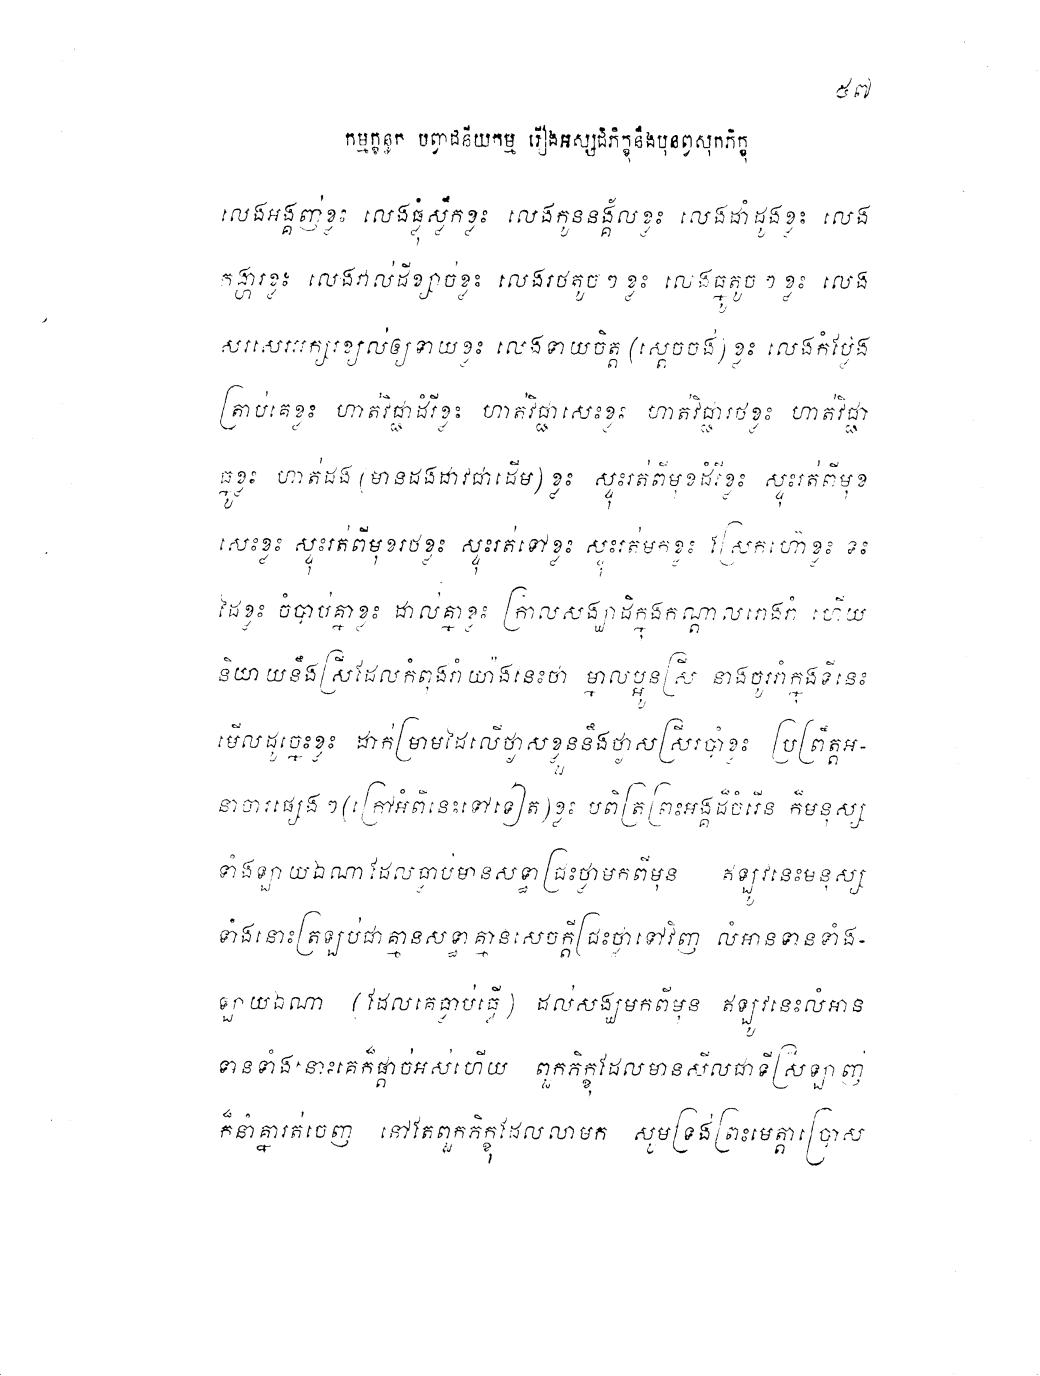 ៥៧
កម្មក្ខន្ធក បព្វាជនីយកម្ម រឿងអស្សជិភិក្ខុនឹងបុនព្វសុកភិក្ខុ
លេងអង្គញ់ខ្លះ លេងធ្មុំស្លឹកខ្លះ លេងកូននង្គ័លខ្លះ លេងដាំដូងខ្លះ លេង
កង្ហារខ្លះ លេងវាល់ដីខ្សាច់ខ្លះ លេងរថតូច ៗ ខ្លះ លេងធ្នូតូច ៗ ខ្លះ លេង
សរសេរអក្សរខ្យល់ឲ្យទាយខ្លះ លេងទាយចិត្ត (ស្តេចចង់) ខ្លះ លេងកំប្លែង
ត្រាប់គេខ្លះ ហាត់វិជ្ជាដំរីខ្លះ ហាត់វិជ្ជាសេះខ្លះ ហាត់វិជ្ជារថខ្លះ ហាត់វិជ្ជា
ធ្នូខ្លះ ហាត់ដង (មានដងដាវជាដើម) ខ្លះ ស្ទុះរត់ពីមុខដំរីខ្លះ ស្ទុះរត់ពីមុខ
សេះខ្លះ ស្ទុះរត់ពីមុខរថខ្លះ ស្ទុះរត់ទៅខ្លះ ស្ទុះរត់មកខ្លះ ស្រែកហ៊ោខ្លះ ទះ
ដៃខ្លះ ចំបាប់គ្នាខ្លះ ដាល់គ្នាខ្លះ ក្រាលសង្ឃាដិក្នុងកណ្តាលរោងរាំ ហើយ
និយាយនឹងស្រីដែលកំពុងរាំយ៉ាងនេះថា ម្នាលប្អូនស្រី នាងចូររាំក្នុងទីនេះ
មើលដូច្នេះខ្លះ ដាក់ម្រាមដៃលើថ្ងាសខ្លួននឹងថ្ងាសស្រីរបាំខ្លះ ប្រព្រឹត្តអ-
នាចារផ្សេង ៗ (ក្រៅអំពីនេះទៅទៀត) ខ្លះ បពិត្រព្រះអង្គដ៏ចំរើន ក៏មនុស្ស
ទាំងឡាយឯណាដែលធ្លាប់មានសទ្ធាជ្រះថ្លាមកពីមុន ឥឡូវនេះមនុស្ស
ទាំងនោះត្រឡប់ជាគ្មានសទ្ធាគ្មានសេចក្តីជ្រះថ្លាទៅវិញ លំអានទានទាំង-
ឡាយឯណា (ដែលគេធ្លាប់ធ្វើ) ដល់សង្ឃមកពីមុន ឥឡូវនេះលំអាន
ទានទាំងនោះគេក៏ផ្តាច់អស់ហើយ ពួកភិក្ខុដែលមានសីលជាទីស្រឡាញ់
ក៏នាំគ្នារត់ចេញ នៅតែពួកភិក្ខុដែលលាមក សូមទ្រង់ព្រះមេត្តាប្រោស